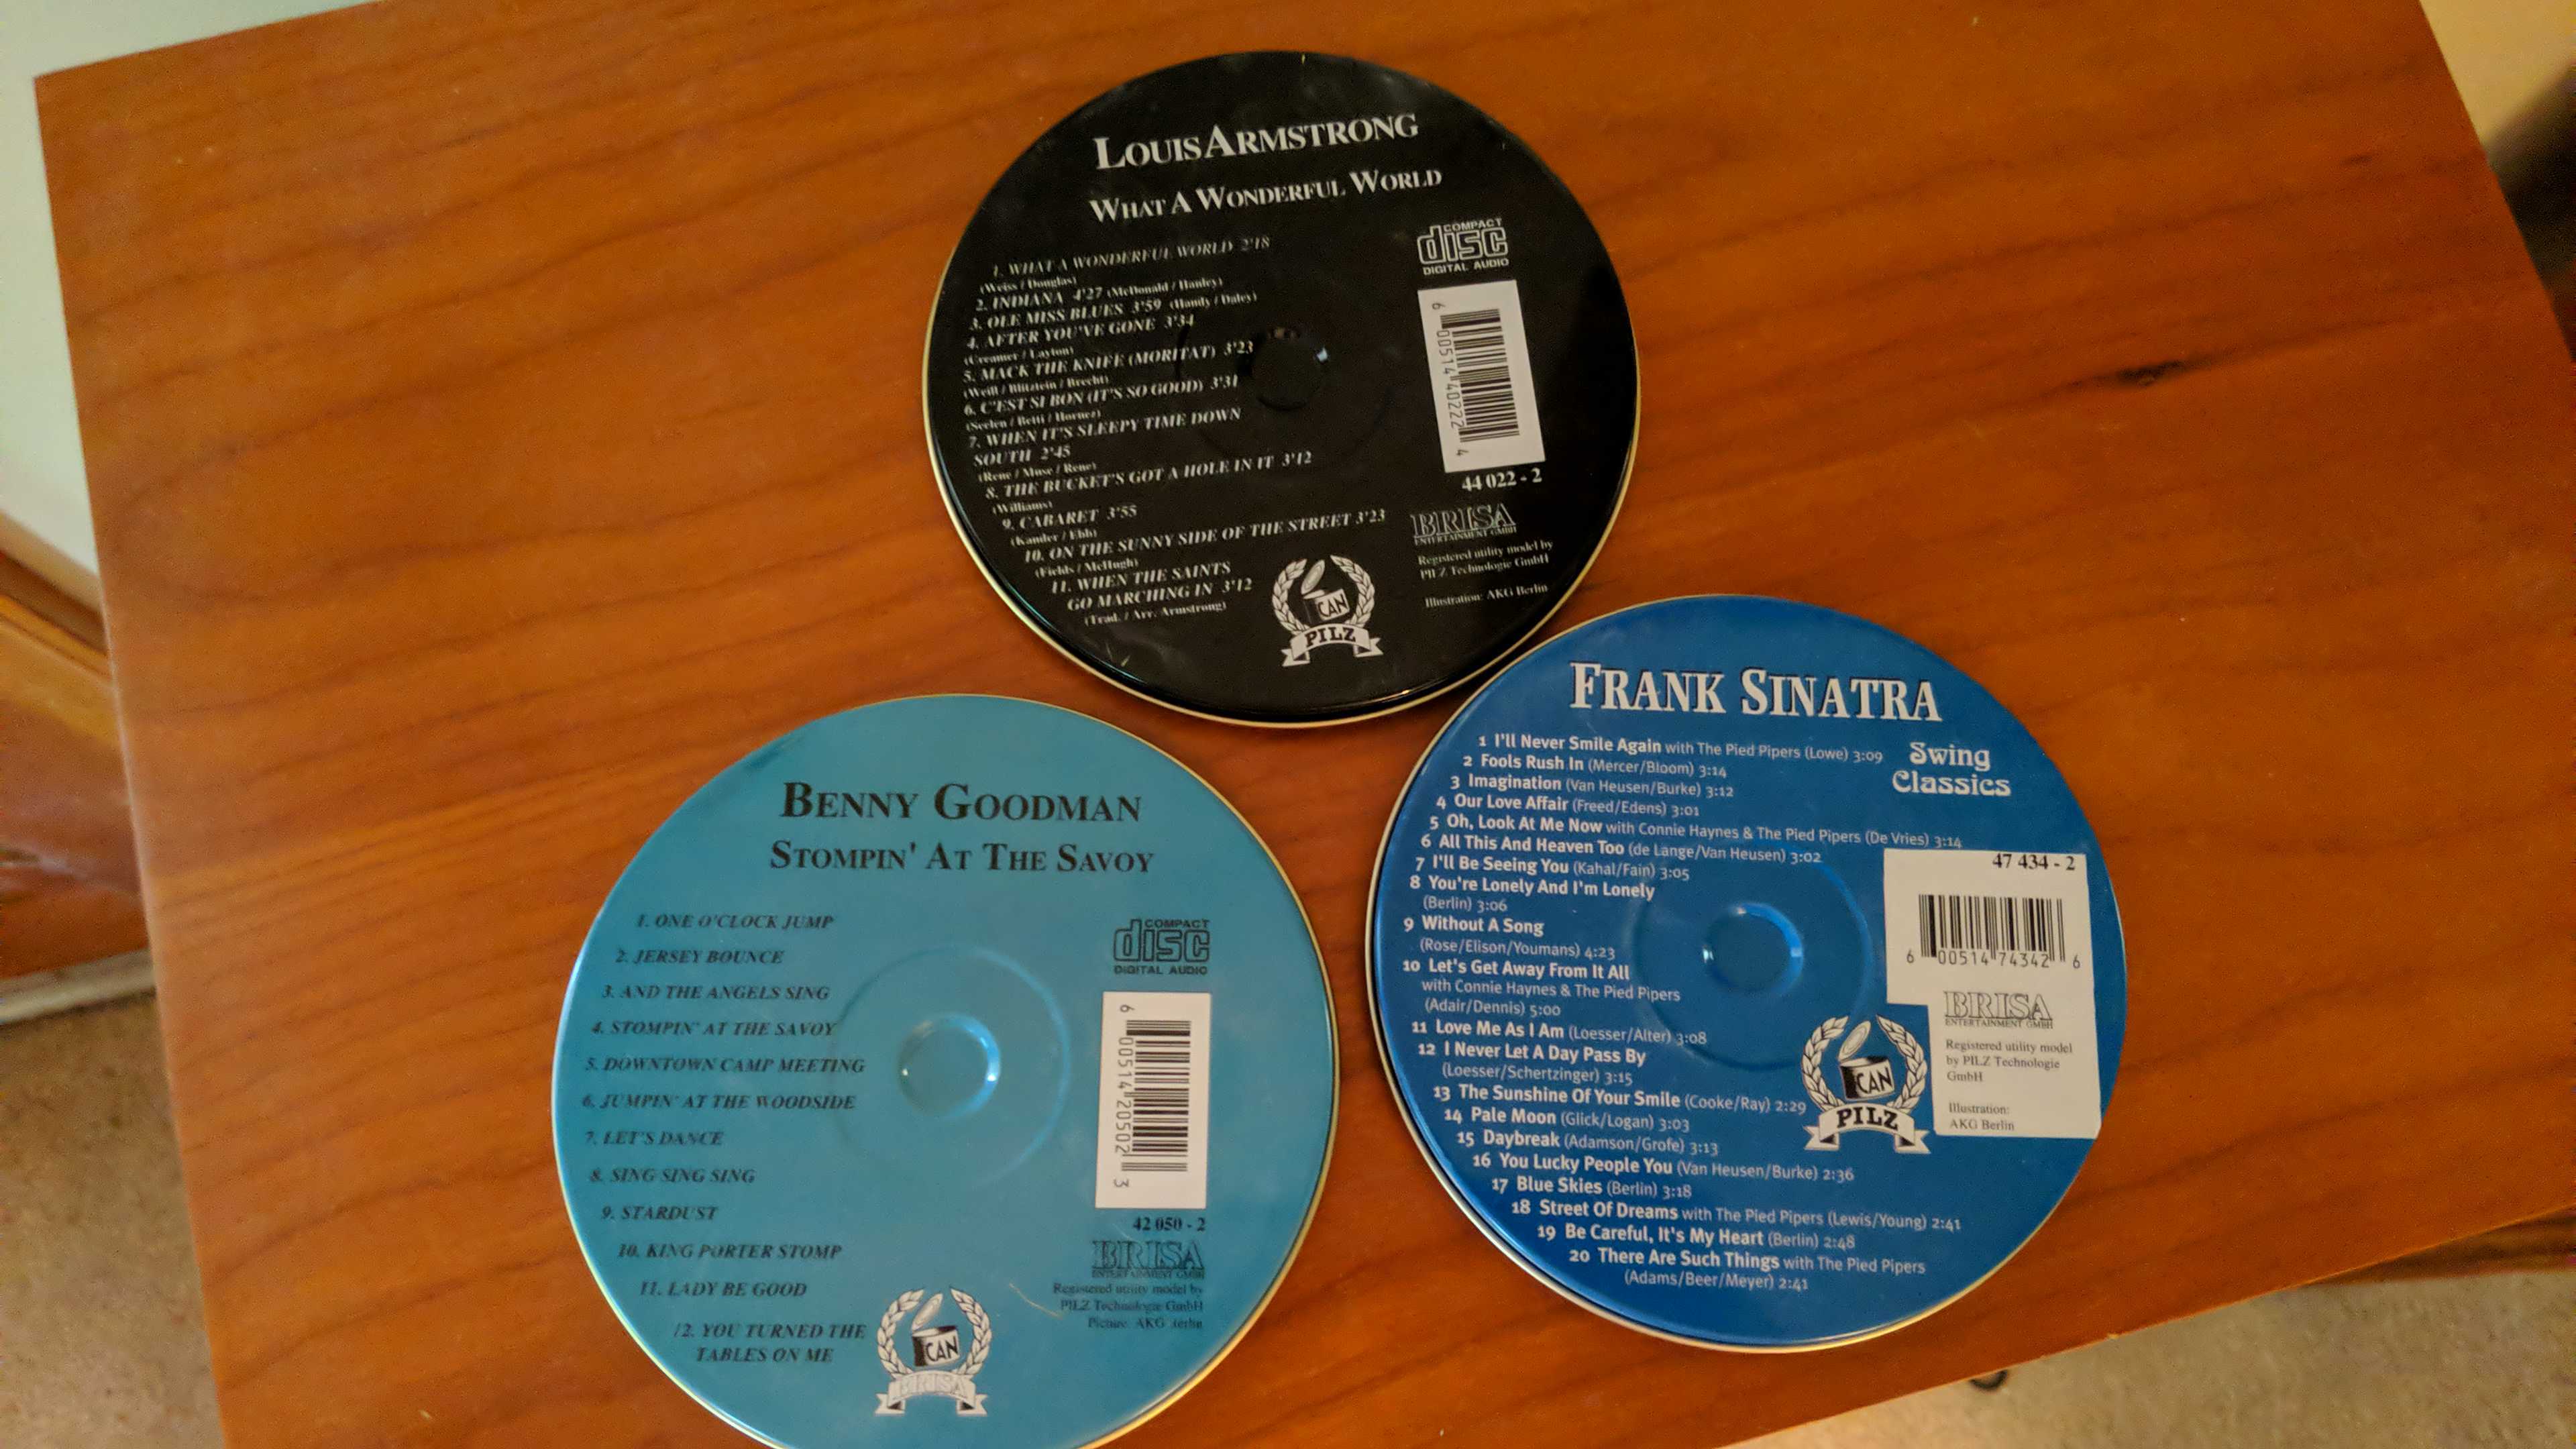 LOUIS ARMSTRONG
WHAT A WONDERFUL WORLD
1. WHAT A WONDERFUL WORLD 2'18
(Weiss / Douglas)
2. INDIANA 4'27 (McDonald / Hanley)
3. OLE MISS BLUES 3'59 (Handy / Daley)
4. AFTER YOU'VE GONE 3'34
(Creamer / Layton)
5. MACK THE KNIFE (MORITAT) 3'23
(Weill / Blitzstein / Brecht)
6. C'EST SI BON (IT'S SO GOOD) 3'31
(Seelen / Betti / Hornez)
7. WHEN IT'S SLEEPY TIME DOWN
SOUTH 2'45
(Rene / Muse / Rene)
8. THE BUCKET'S GOT A HOLE IN IT 3'12
(Williams)
9. CABARET 3'55
(Kander / Ebb)
10. ON THE SUNNY SIDE OF THE STREET 3'23
(Fields / McHugh)
11. WHEN THE SAINTS
GO MARCHING IN 3'12
(Trad. / Arr. Armstrong)
COMPACT
disc
DIGITAL AUDIO
6 00514 40222 4
44 022 - 2
BRISA
ENTERTAINMENT GMBH
Registered utility model by
PILZ Technologie GmbH
Illustration: AKG Berlin
CAN
PILZ
BENNY GOODMAN
STOMPIN' AT THE SAVOY
1. ONE O'CLOCK JUMP
2. JERSEY BOUNCE
3. AND THE ANGELS SING
4. STOMPIN' AT THE SAVOY
5. DOWNTOWN CAMP MEETING
6. JUMPIN' AT THE WOODSIDE
7. LET'S DANCE
8. SING SING SING
9. STARDUST
10. KING PORTER STOMP
11. LADY BE GOOD
12. YOU TURNED THE
TABLES ON ME
COMPACT
disc
DIGITAL AUDIO
6 00514 20502 3
42 050 - 2
BRISA
ENTERTAINMENT GMBH
Registered utility model by
PILZ Technologie GmbH
Picture: AKG Berlin
CAN
BRISA
FRANK SINATRA
Swing
Classics
1 I'll Never Smile Again with The Pied Pipers (Lowe) 3:09
2 Fools Rush In (Mercer/Bloom) 3:14
3 Imagination (Van Heusen/Burke) 3:12
4 Our Love Affair (Freed/Edens) 3:01
5 Oh, Look At Me Now with Connie Haynes & The Pied Pipers (De Vries) 3:14
6 All This And Heaven Too (de Lange/Van Heusen) 3:02
7 I'll Be Seeing You (Kahal/Fain) 3:05
8 You're Lonely And I'm Lonely
(Berlin) 3:06
9 Without A Song
(Rose/Elison/Youmans) 4:23
10 Let's Get Away From It All
with Connie Haynes & The Pied Pipers
(Adair/Dennis) 5:00
11 Love Me As I Am (Loesser/Alter) 3:08
12 I Never Let A Day Pass By
(Loesser/Schertzinger) 3:15
13 The Sunshine Of Your Smile (Cooke/Ray) 2:29
14 Pale Moon (Glick/Logan) 3:03
15 Daybreak (Adamson/Grofe) 3:13
16 You Lucky People You (Van Heusen/Burke) 2:36
17 Blue Skies (Berlin) 3:18
18 Street Of Dreams with The Pied Pipers (Lewis/Young) 2:41
19 Be Careful, It's My Heart (Berlin) 2:48
20 There Are Such Things with The Pied Pipers
(Adams/Beer/Meyer) 2:41
47 434 - 2
6 00514 74342 6
BRISA
ENTERTAINMENT GMBH
Registered utility model
by PILZ Technologie
GmbH
Illustration:
AKG Berlin
CAN
PILZ